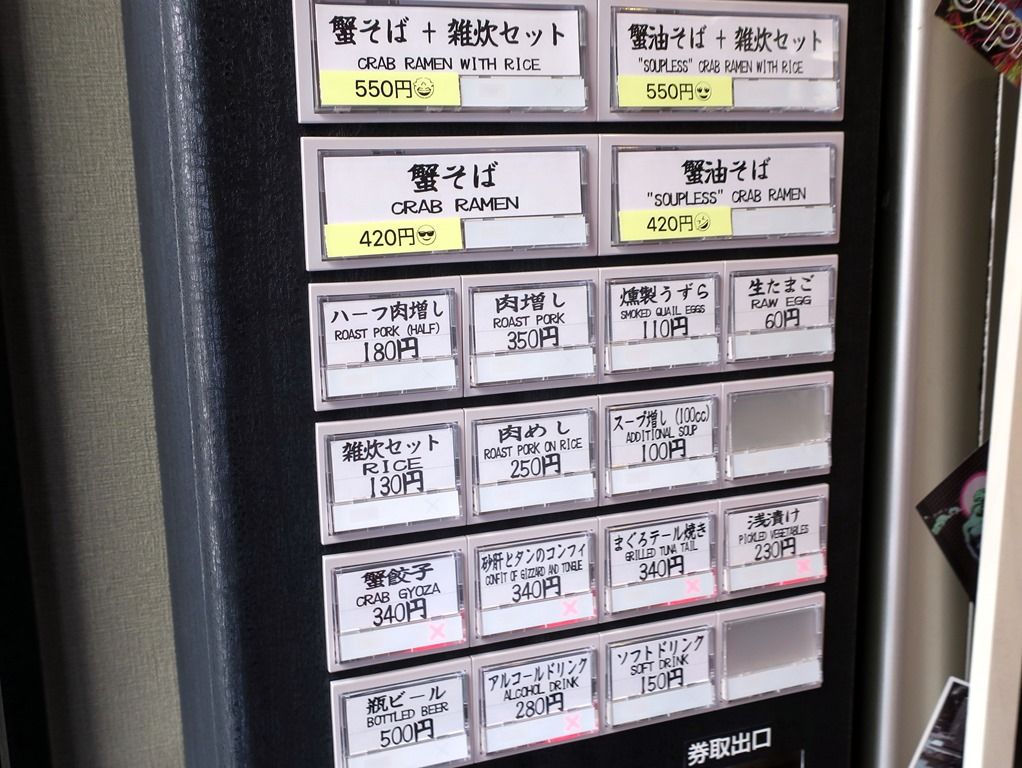 蟹そば + 雑炊セット
CRAB RAMEN WITH RICE
550円
蟹油そば + 雑炊セット
"SOUPLESS" CRAB RAMEN WITH RICE
550円
蟹そば
CRAB RAMEN
420円
蟹油そば
"SOUPLESS" CRAB RAMEN
420円
ハーフ肉増し
ROAST PORK (HALF)
180円
肉増し
ROAST PORK
350円
燻製うずら
SMOKED QUAIL EGGS
110円
生たまご
RAW EGG
60円
雑炊セット
RICE
130円
肉めし
ROAST PORK ON RICE
250円
スープ増し (100cc)
ADDITIONAL SOUP
100円
蟹餃子
CRAB GYOZA
340円
砂肝とタンのコンフィ
CONFIT OF GIZZARD AND TONGUE
340円
まぐろテール焼き
GRILLED TUNA TAIL
340円
浅漬け
PICKLED VEGETABLES
230円
瓶ビール
BOTTLED BEER
500円
アルコールドリンク
ALCOHOL DRINK
280円
ソフトドリンク
SOFT DRINK
150円
券取出口